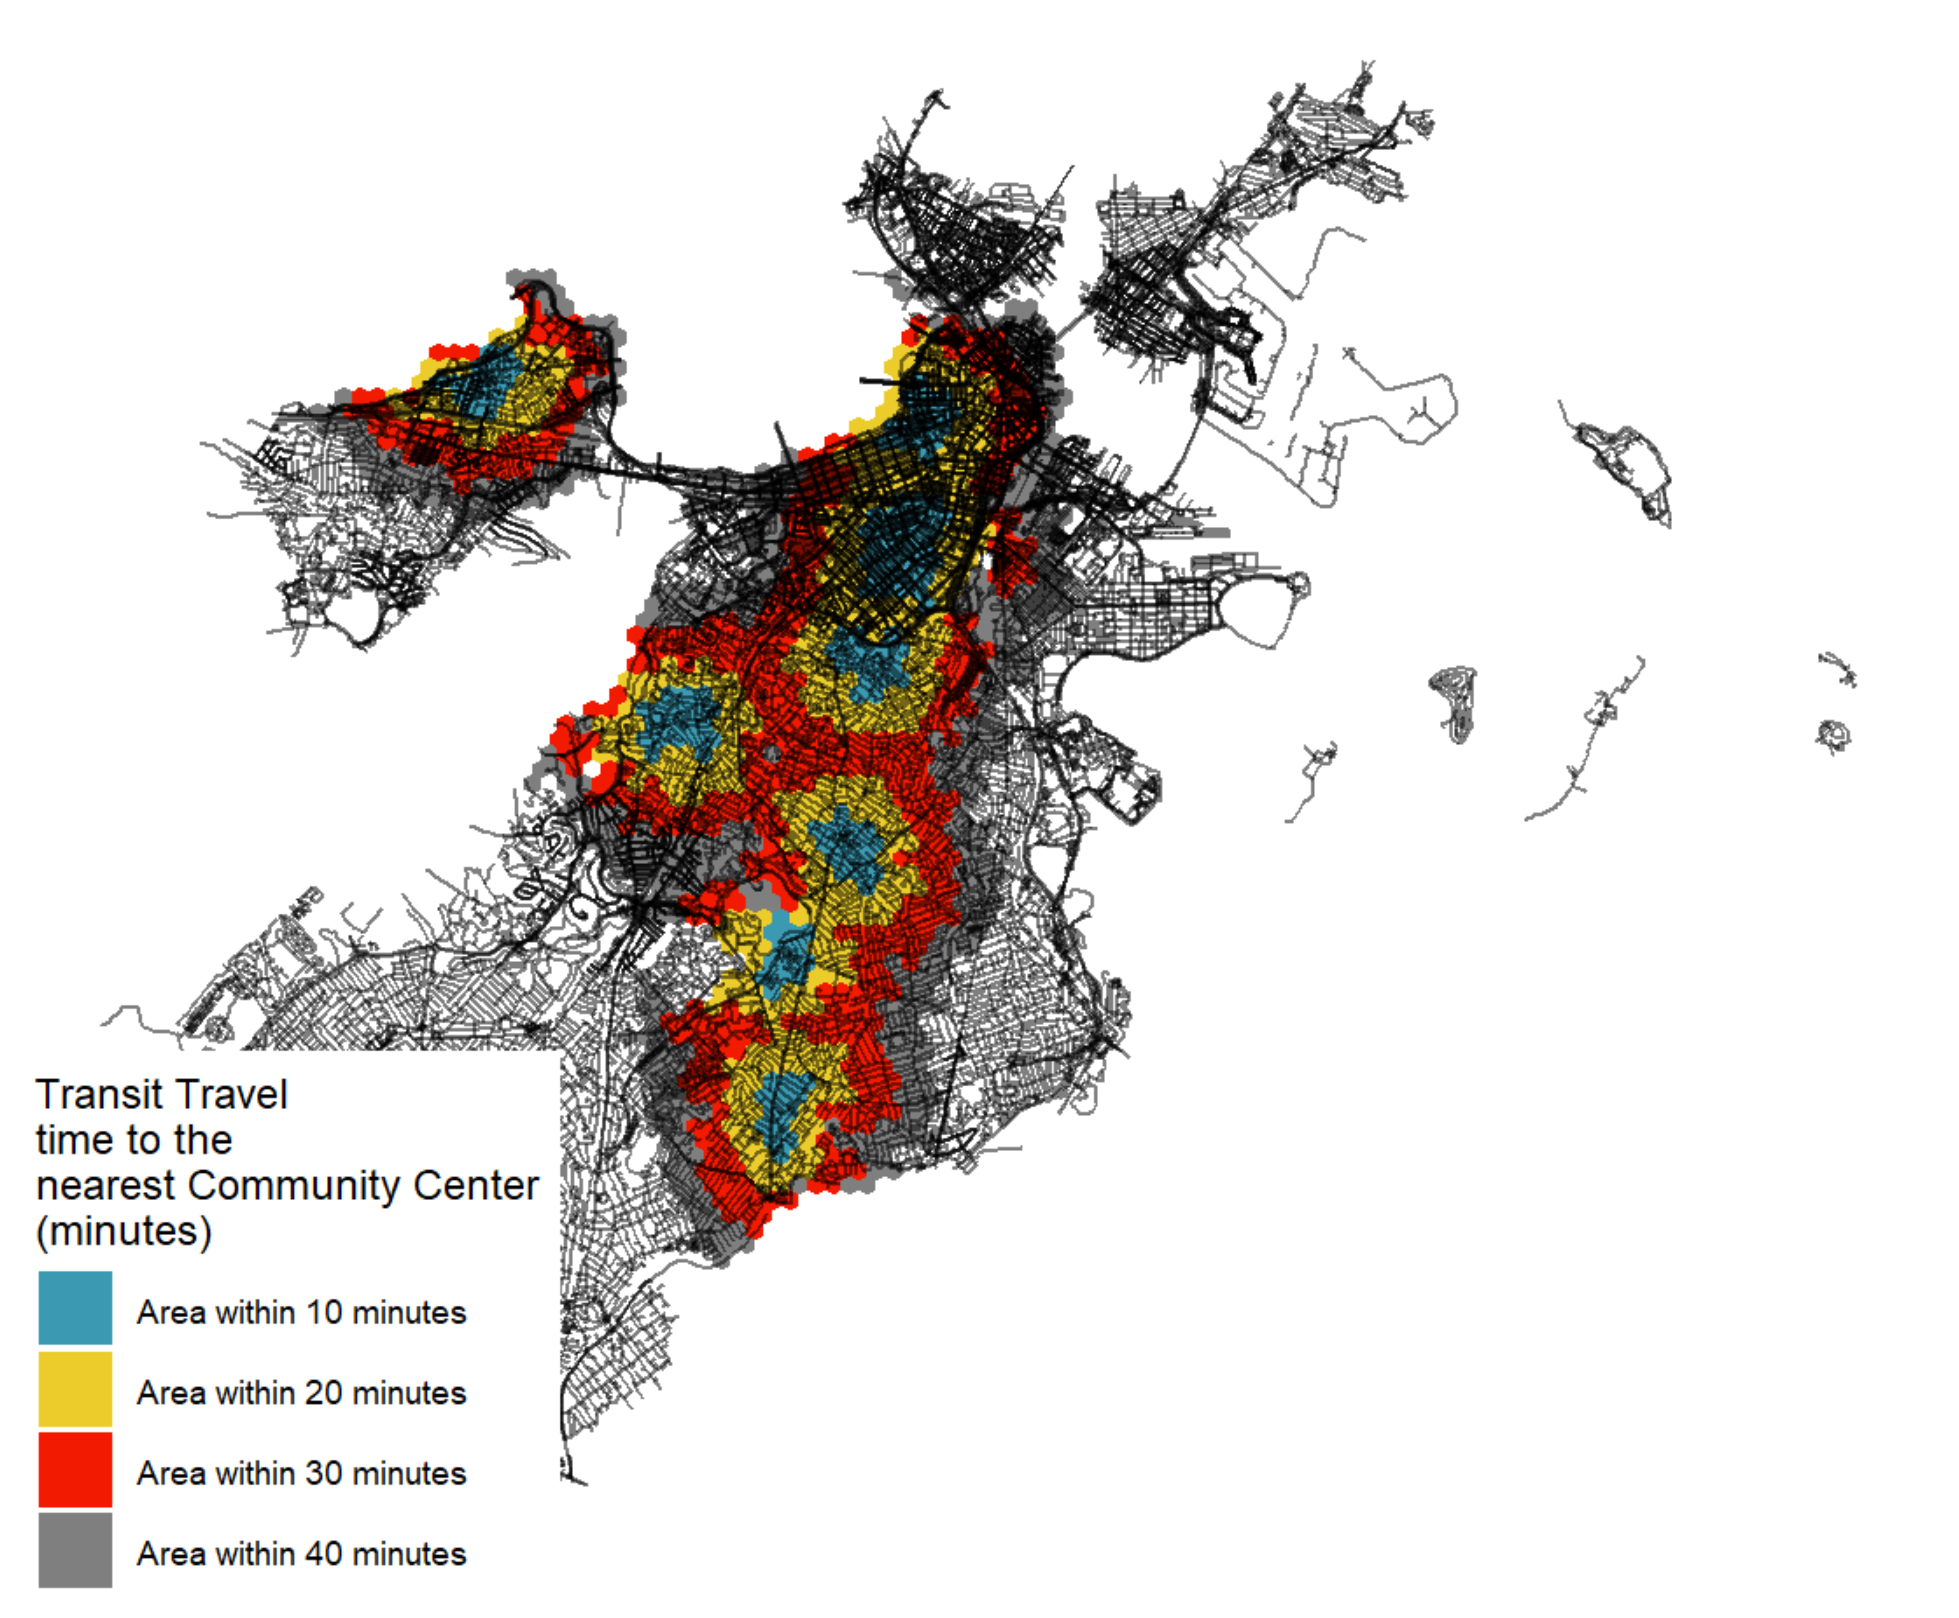 Transit Travel
time to the
nearest Community Center
(minutes)
Area within 10 minutes
Area within 20 minutes
Area within 30 minutes
Area within 40 minutes